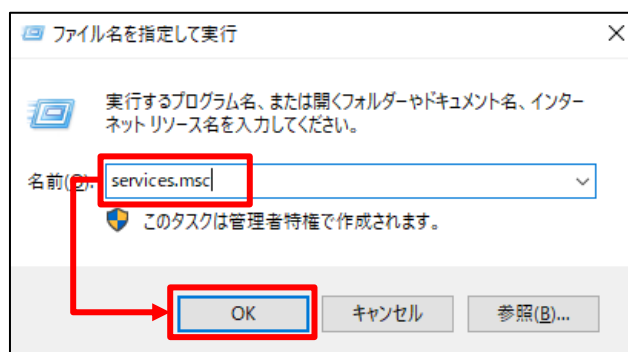 ファイル名を指定して実行
実行するプログラム名、または開くフォルダーやドキュメント名、インター
ネット リソース名を入力してください。
名前(O): services.msc
このタスクは管理者特権で作成されます。
OK キャンセル 参照(B)...